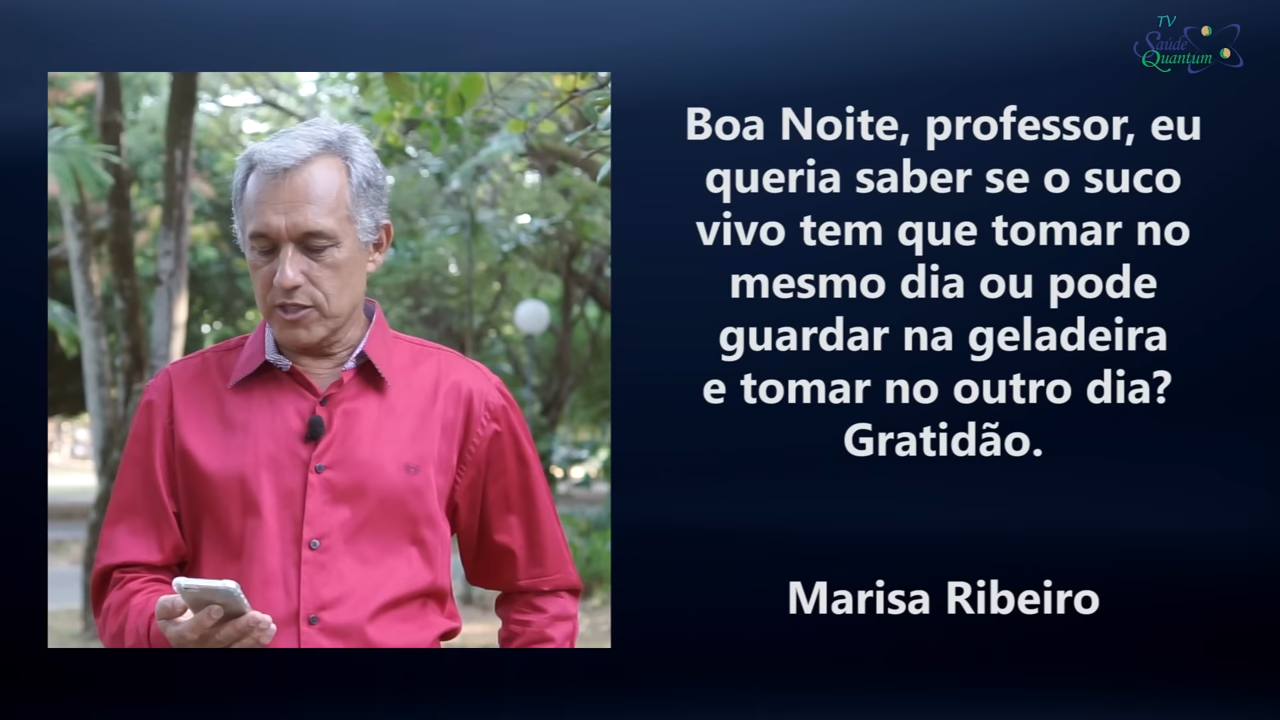 TV
Saúde
Quantum
Boa Noite, professor, eu
queria saber se o suco
vivo tem que tomar no
mesmo dia ou pode
guardar na geladeira
e tomar no outro dia?
Gratidão.
Marisa Ribeiro